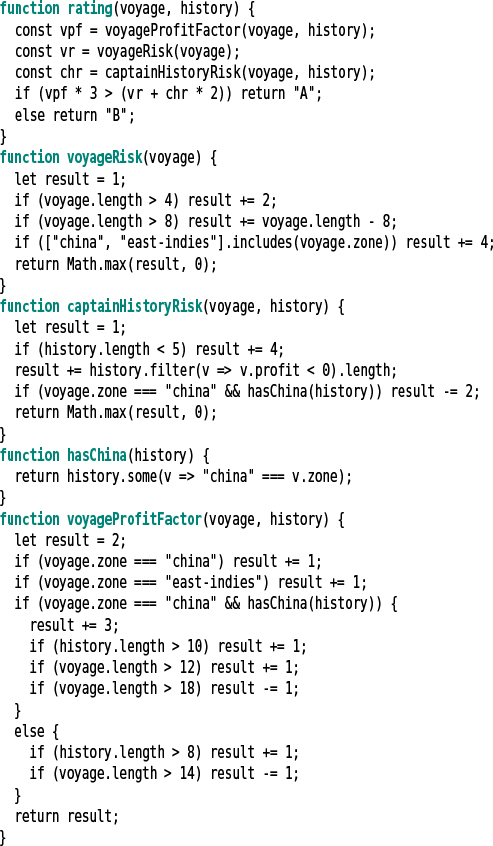 function rating(voyage, history) {
  const vpf = voyageProfitFactor(voyage, history);
  const vr = voyageRisk(voyage);
  const chr = captainHistoryRisk(voyage, history);
  if (vpf * 3 > (vr + chr * 2)) return "A";
  else return "B";
}
function voyageRisk(voyage) {
  let result = 1;
  if (voyage.length > 4) result += 2;
  if (voyage.length > 8) result += voyage.length - 8;
  if (["china", "east-indies"].includes(voyage.zone)) result += 4;
  return Math.max(result, 0);
}
function captainHistoryRisk(voyage, history) {
  let result = 1;
  if (history.length < 5) result += 4;
  result += history.filter(v => v.profit < 0).length;
  if (voyage.zone === "china" && hasChina(history)) result -= 2;
  return Math.max(result, 0);
}
function hasChina(history) {
  return history.some(v => "china" === v.zone);
}
function voyageProfitFactor(voyage, history) {
  let result = 2;
  if (voyage.zone === "china") result += 1;
  if (voyage.zone === "east-indies") result += 1;
  if (voyage.zone === "china" && hasChina(history)) {
    result += 3;
    if (history.length > 10) result += 1;
    if (voyage.length > 12) result += 1;
    if (voyage.length > 18) result -= 1;
  }
  else {
    if (history.length > 8) result += 1;
    if (voyage.length > 14) result -= 1;
  }
  return result;
}